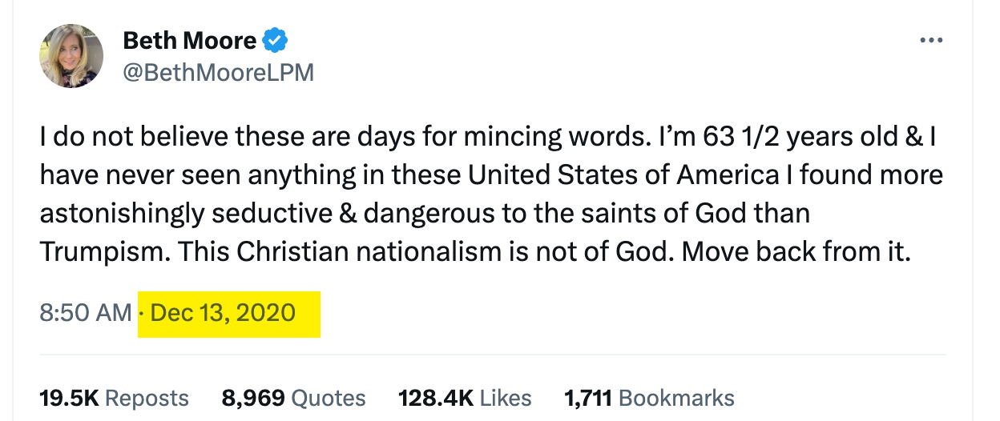 Beth Moore
@BethMooreLPM
I do not believe these are days for mincing words. I’m 63 1/2 years old & I
have never seen anything in these United States of America I found more
astonishingly seductive & dangerous to the saints of God than
Trumpism. This Christian nationalism is not of God. Move back from it.
8:50 AM · Dec 13, 2020
19.5K Reposts 8,969 Quotes 128.4K Likes 1,711 Bookmarks